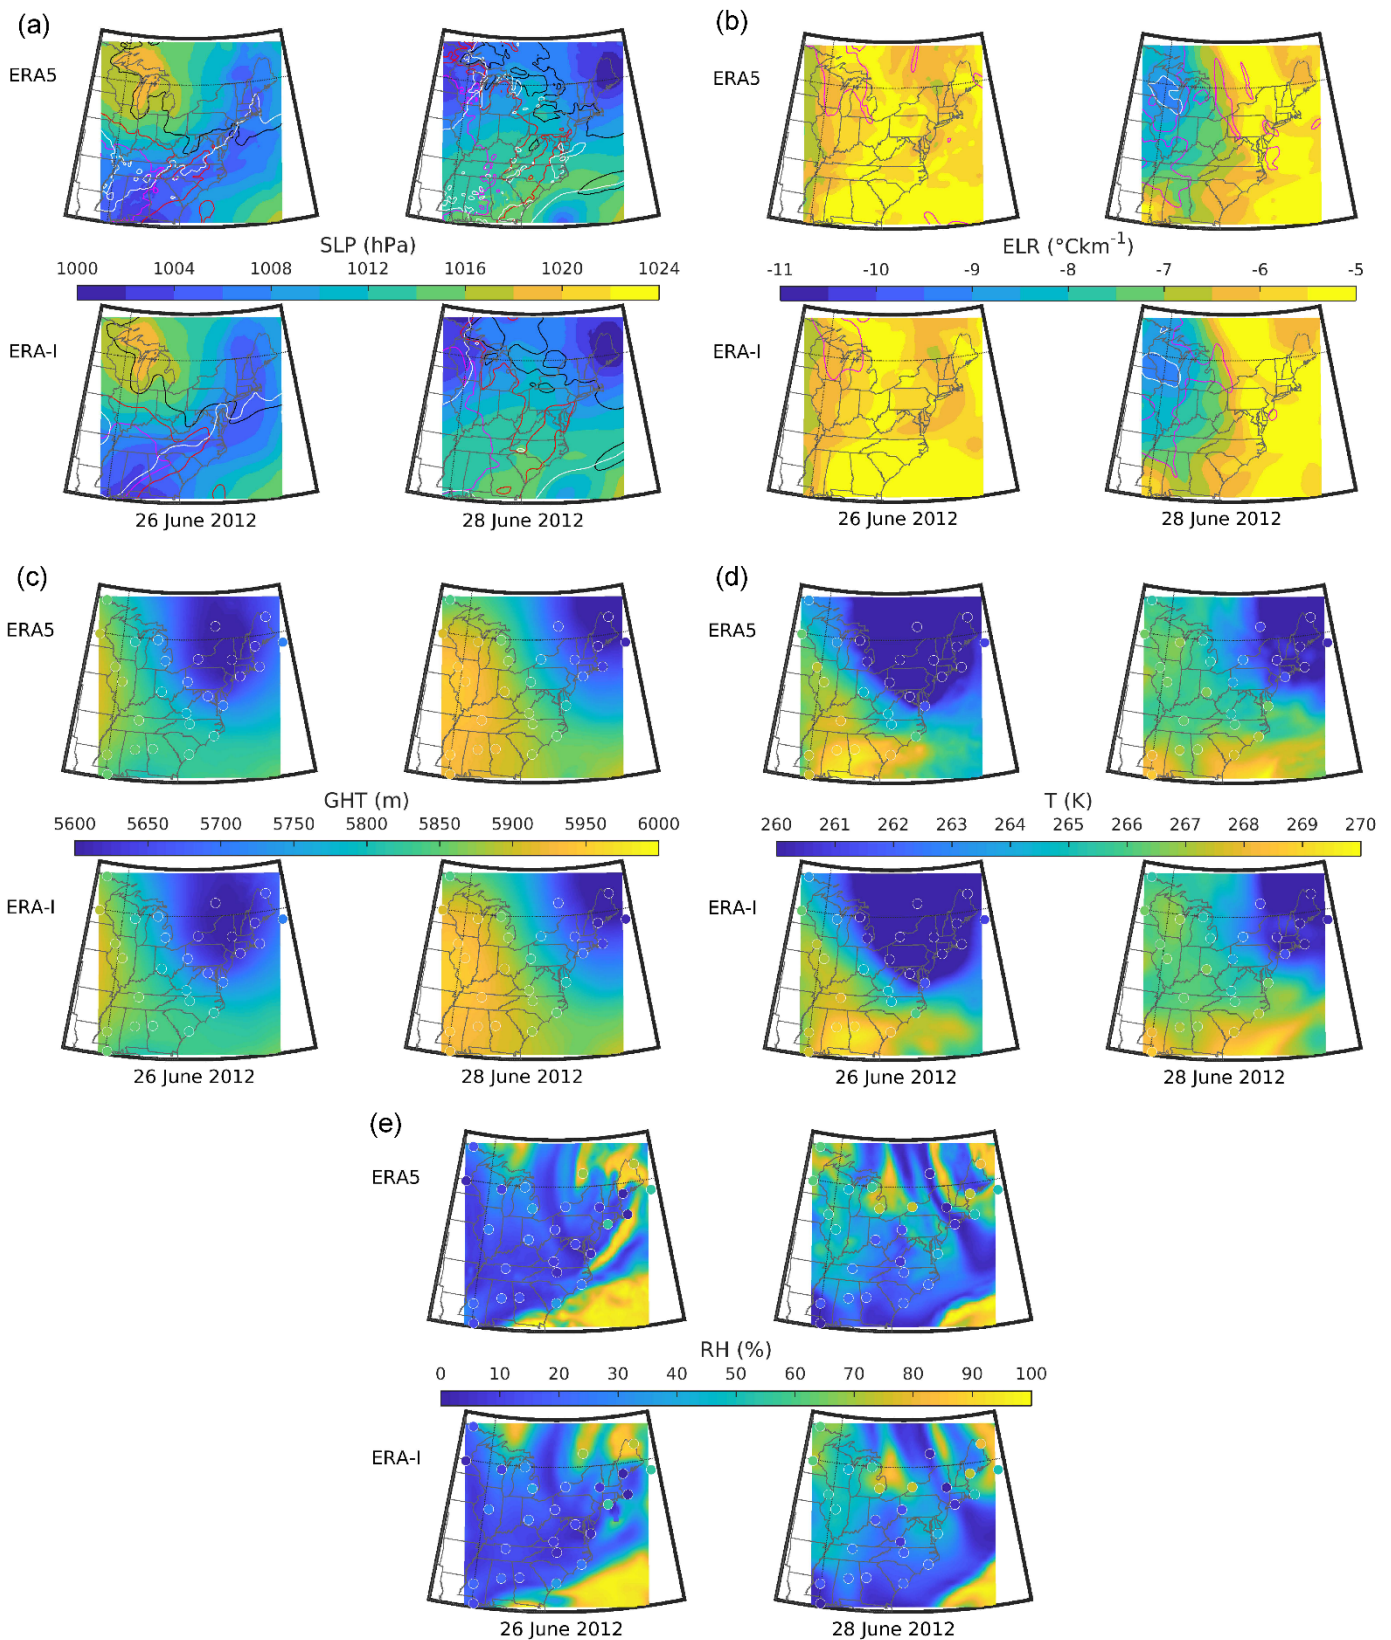 (a)
(b)
ERA5
ERA5
SLP (hPa)
1000 1004 1008 1012 1016 1020 1024
ELR (°Ckm⁻¹)
-11 -10 -9 -8 -7 -6 -5
ERA-I
26 June 2012
28 June 2012
ERA-I
26 June 2012
28 June 2012
(c)
(d)
ERA5
ERA5
GHT (m)
5600 5650 5700 5750 5800 5850 5900 5950 6000
T (K)
260 261 262 263 264 265 266 267 268 269 270
ERA-I
26 June 2012
28 June 2012
ERA-I
26 June 2012
28 June 2012
(e)
ERA5
RH (%)
0 10 20 30 40 50 60 70 80 90 100
ERA-I
26 June 2012
28 June 2012